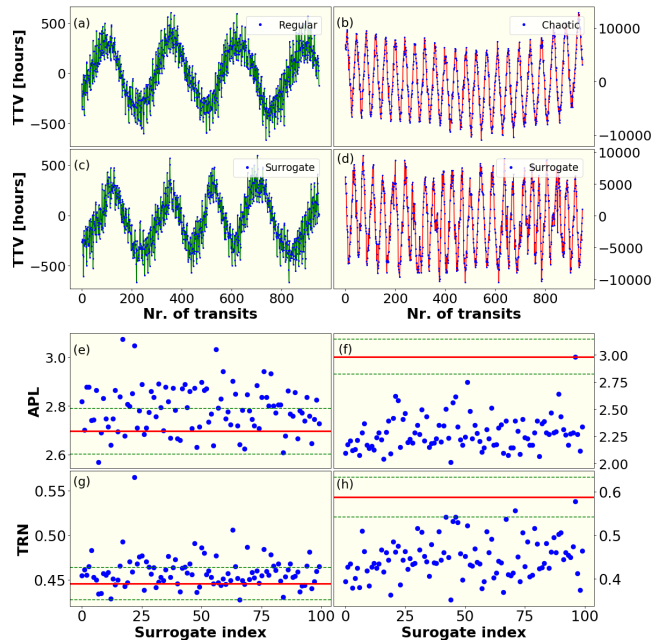 (a) Regular
(b) Chaotic
TTV [hours]
500
0
−500
10000
0
−10000
(c) Surrogate
(d) Surrogate
TTV [hours]
500
0
−500
10000
5000
0
−5000
−10000
0 200 400 600 800
0 200 400 600 800
Nr. of transits
Nr. of transits
(e)
(f)
APL
3.0
2.8
2.6
3.00
2.75
2.50
2.25
2.00
(g)
(h)
TRN
0.55
0.50
0.45
0.6
0.5
0.4
0 25 50 75 100
0 25 50 75 100
Surrogate index
Surrogate index